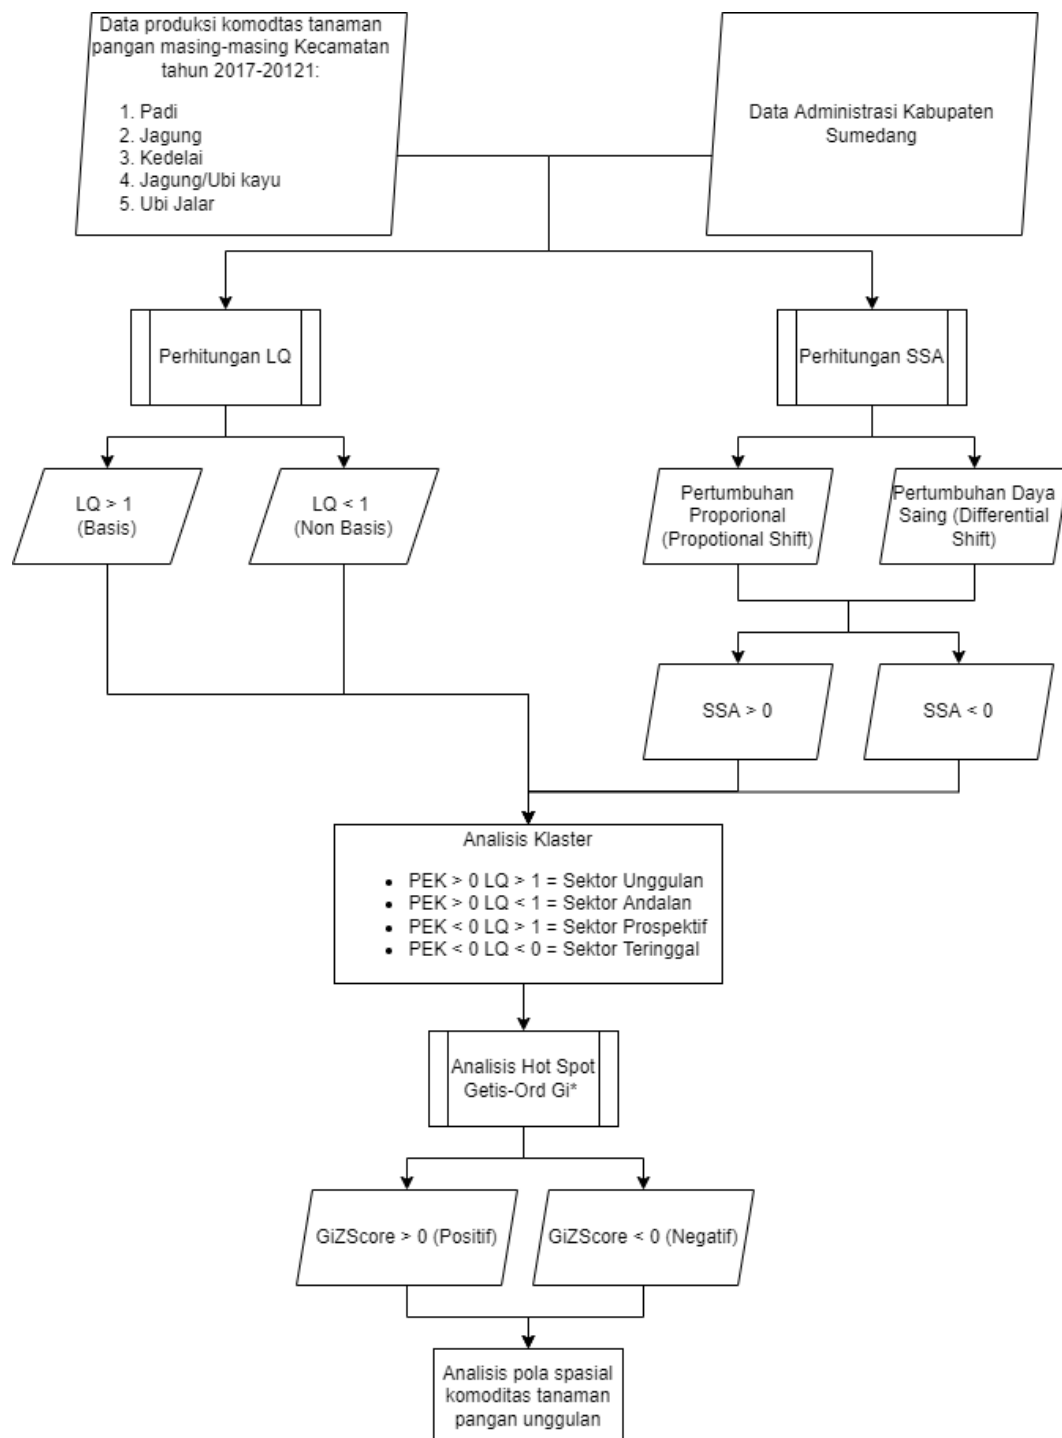 Data produksi komodtas tanaman
pangan masing-masing Kecamatan
tahun 2017-20121:
1. Padi
2. Jagung
3. Kedelai
4. Jagung/Ubi kayu
5. Ubi Jalar
Data Administrasi Kabupaten
Sumedang
Perhitungan LQ
Perhitungan SSA
LQ > 1
(Basis)
LQ < 1
(Non Basis)
Pertumbuhan
Proporional
(Propotional Shift)
Pertumbuhan Daya
Saing (Differential
Shift)
SSA > 0
SSA < 0
Analisis Klaster
• PEK > 0 LQ > 1 = Sektor Unggulan
• PEK > 0 LQ < 1 = Sektor Andalan
• PEK < 0 LQ > 1 = Sektor Prospektif
• PEK < 0 LQ < 0 = Sektor Teringgal
Analisis Hot Spot
Getis-Ord Gi*
GiZScore > 0 (Positif)
GiZScore < 0 (Negatif)
Analisis pola spasial
komoditas tanaman
pangan unggulan